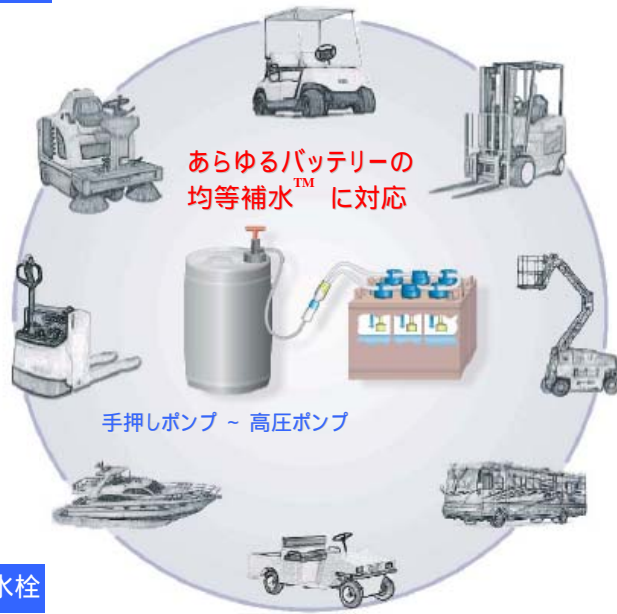 あらゆるバッテリーの
均等補水™ に対応
手押しポンプ ~ 高圧ポンプ
水栓